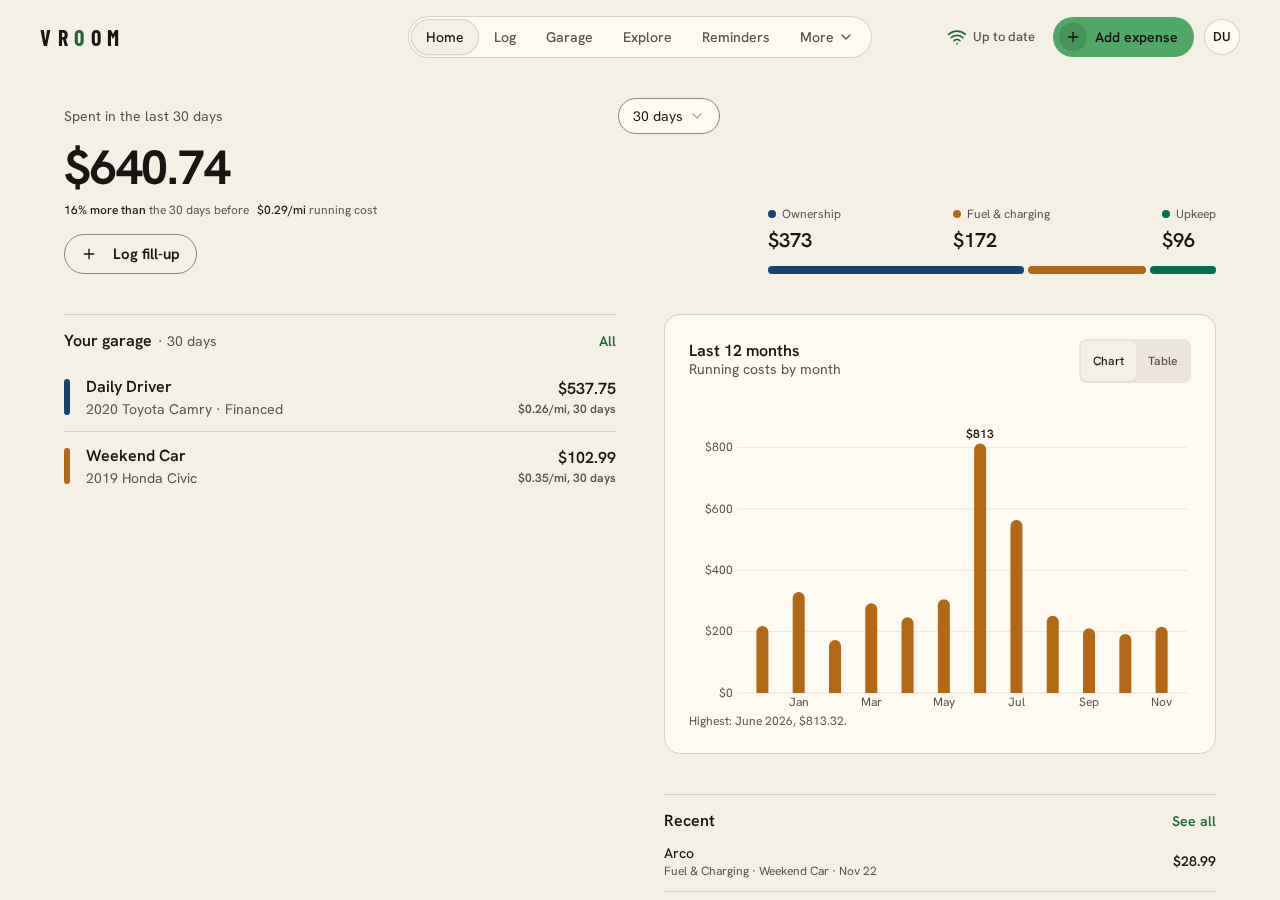 VROOM
Home
Log
Garage
Explore
Reminders
More
Up to date
Add expense
DU
Spent in the last 30 days
30 days
$640.74
16% more than the 30 days before $0.29/mi running cost
Log fill-up
Ownership
$373
Fuel & charging
$172
Upkeep
$96
Your garage · 30 days
All
Daily Driver
2020 Toyota Camry · Financed
$537.75
$0.26/mi, 30 days
Weekend Car
2019 Honda Civic
$102.99
$0.35/mi, 30 days
Last 12 months
Running costs by month
Chart
Table
$813
$800
$600
$400
$200
$0
Jan
Mar
May
Jul
Sep
Nov
Highest: June 2026, $813.32.
Recent
See all
Arco
Fuel & Charging · Weekend Car · Nov 22
$28.99